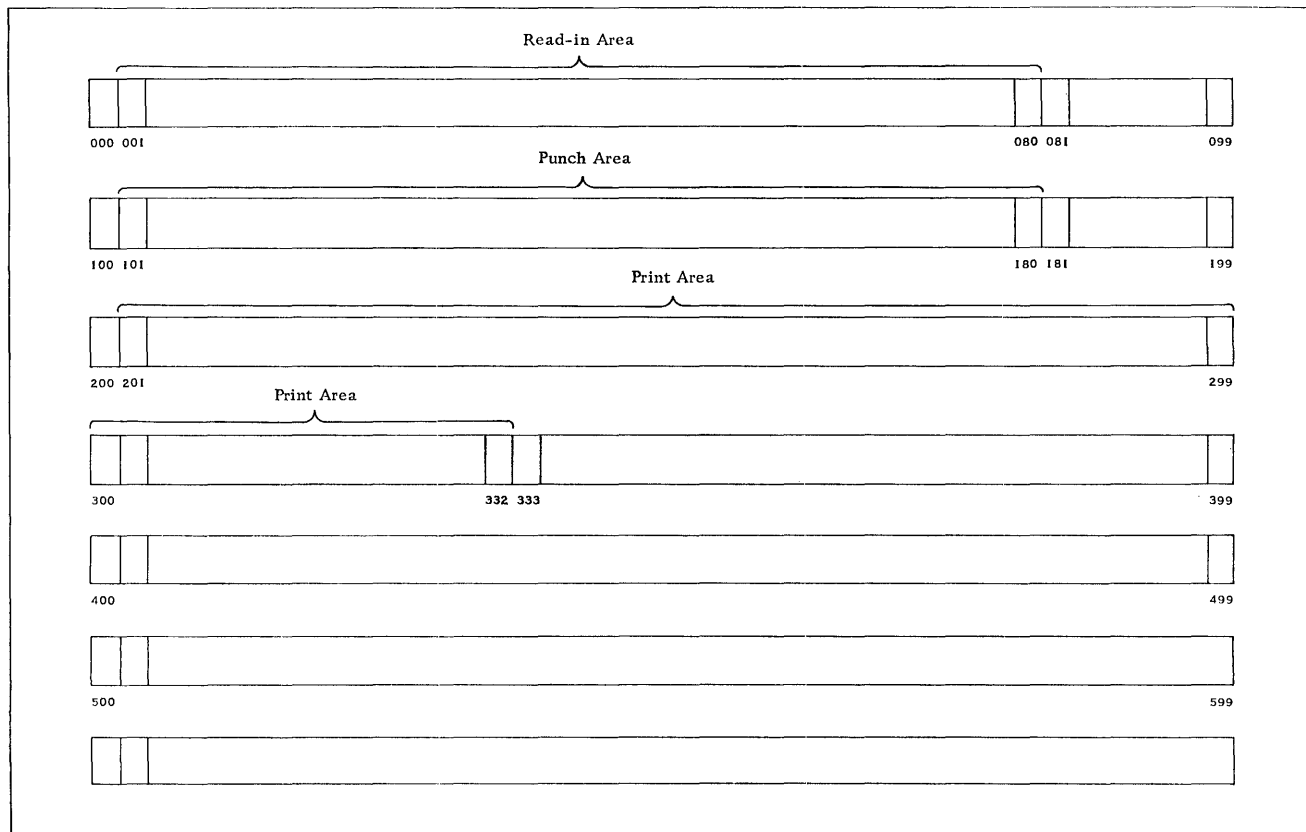 Read-in Area
000 001 080 081 099
Punch Area
100 101 180 181 199
Print Area
200 201 299
Print Area
300 332 333 399
400 499
500 599